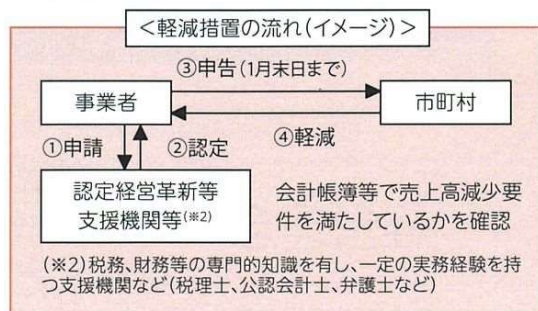 ＜軽減措置の流れ(イメージ)＞
③申告(1月末日まで)
事業者
市町村
④軽減
①申請
②認定
認定経営革新等
支援機関等(※2)
会計帳簿等で売上高減少要
件を満たしているかを確認
(※2)税務、財務等の専門的知識を有し、一定の実務経験を持
つ支援機関など(税理士、公認会計士、弁護士など)